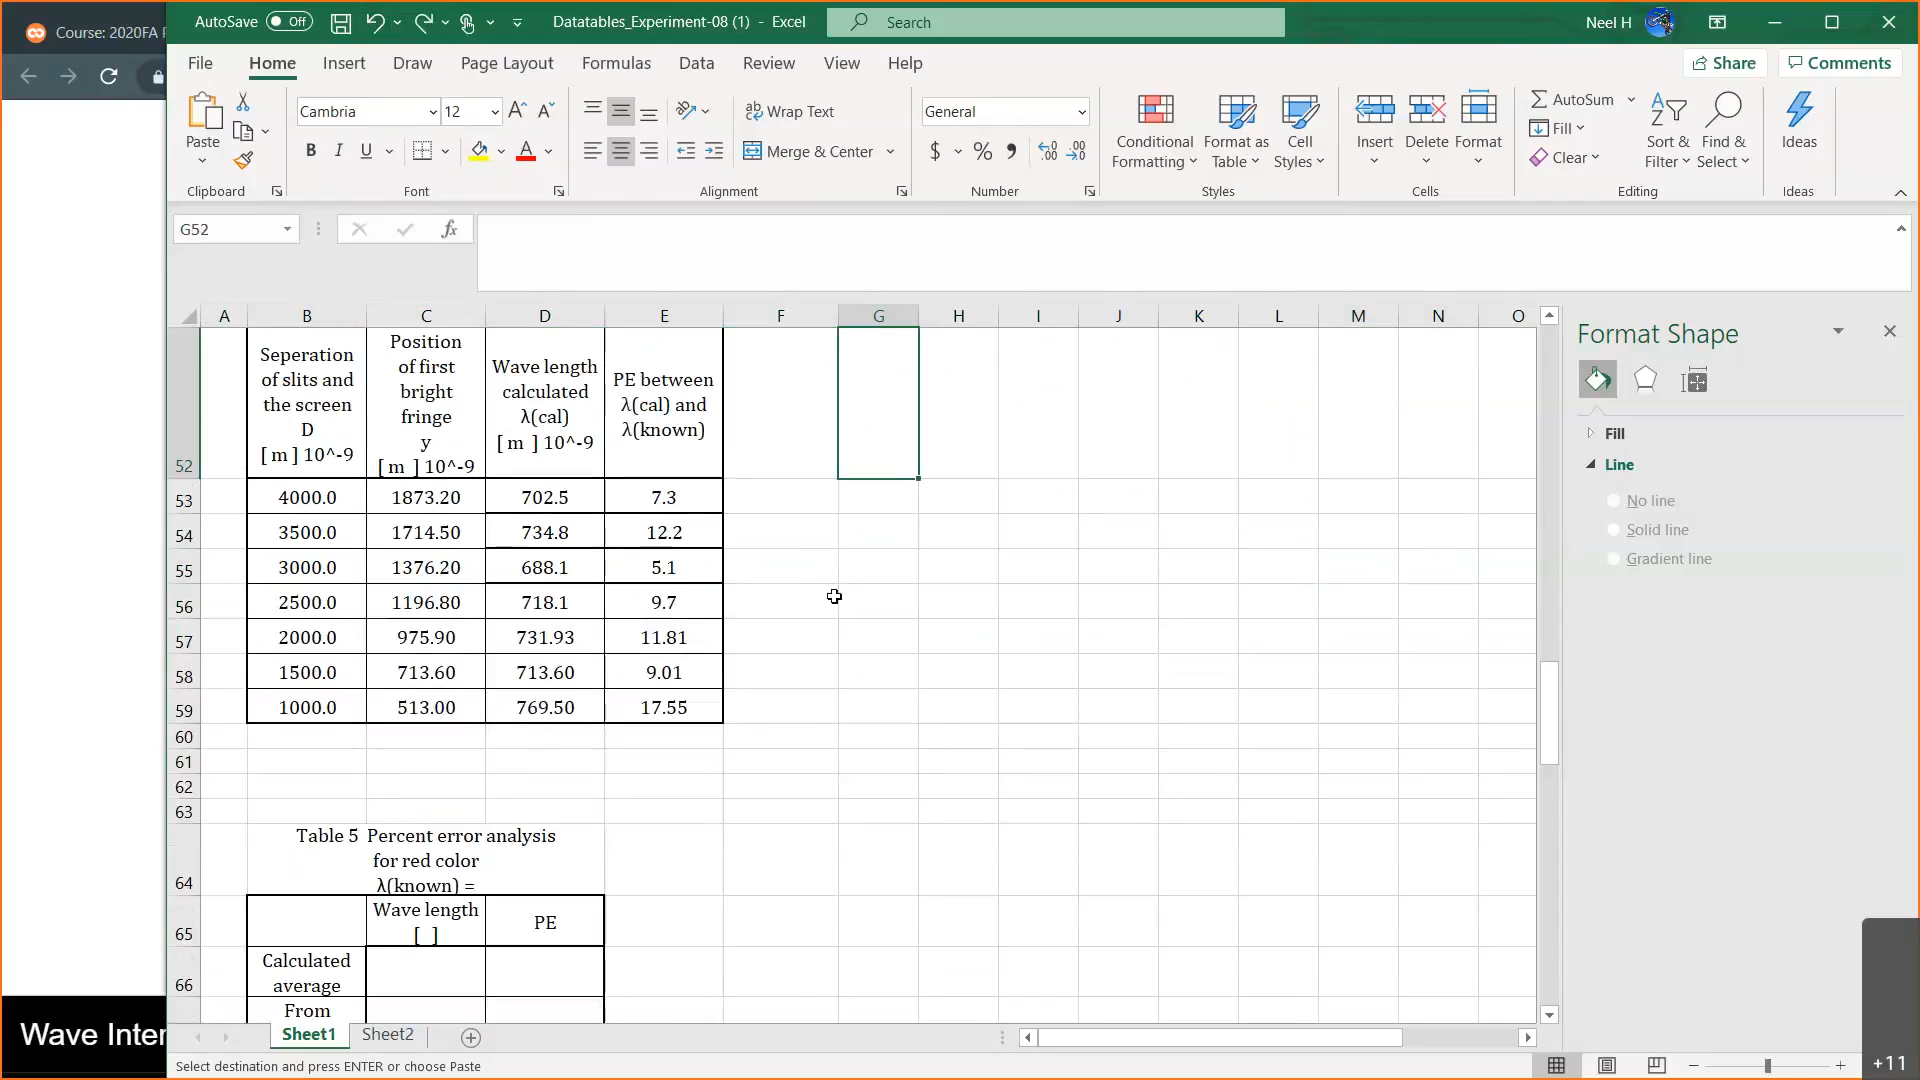 Course: 2020FA
AutoSave Off Datatables_Experiment-08 (1) - Excel Search Neel H
File Home Insert Draw Page Layout Formulas Data Review View Help Share Comments
Paste Cambria 12 Wrap Text General Conditional Formatting Format as Table Cell Styles Insert Delete Format AutoSum Sort & Filter Find & Select Ideas
B I U A Merge & Center $ % Fill Clear
Clipboard Font Alignment Number Styles Cells Editing Ideas
G52 fx
A B C D E F G H I J K L M N O
52
Seperation
of slits and
the screen
D
[ m ] 10^-9
Position
of first
bright
fringe
y
[ m ] 10^-9
Wave length
calculated
λ(cal)
[ m ] 10^-9
PE between
λ(cal) and
λ(known)
53 4000.0 1873.20 702.5 7.3
54 3500.0 1714.50 734.8 12.2
55 3000.0 1376.20 688.1 5.1
56 2500.0 1196.80 718.1 9.7
57 2000.0 975.90 731.93 11.81
58 1500.0 713.60 713.60 9.01
59 1000.0 513.00 769.50 17.55
60
61
62
63
64 Table 5 Percent error analysis
for red color
λ(known) =
65 Wave length
[ ]
PE
66 Calculated
average
From
Format Shape
Fill
Line
No line
Solid line
Gradient line
Sheet1 Sheet2
Select destination and press ENTER or choose Paste
Wave Inter
+11